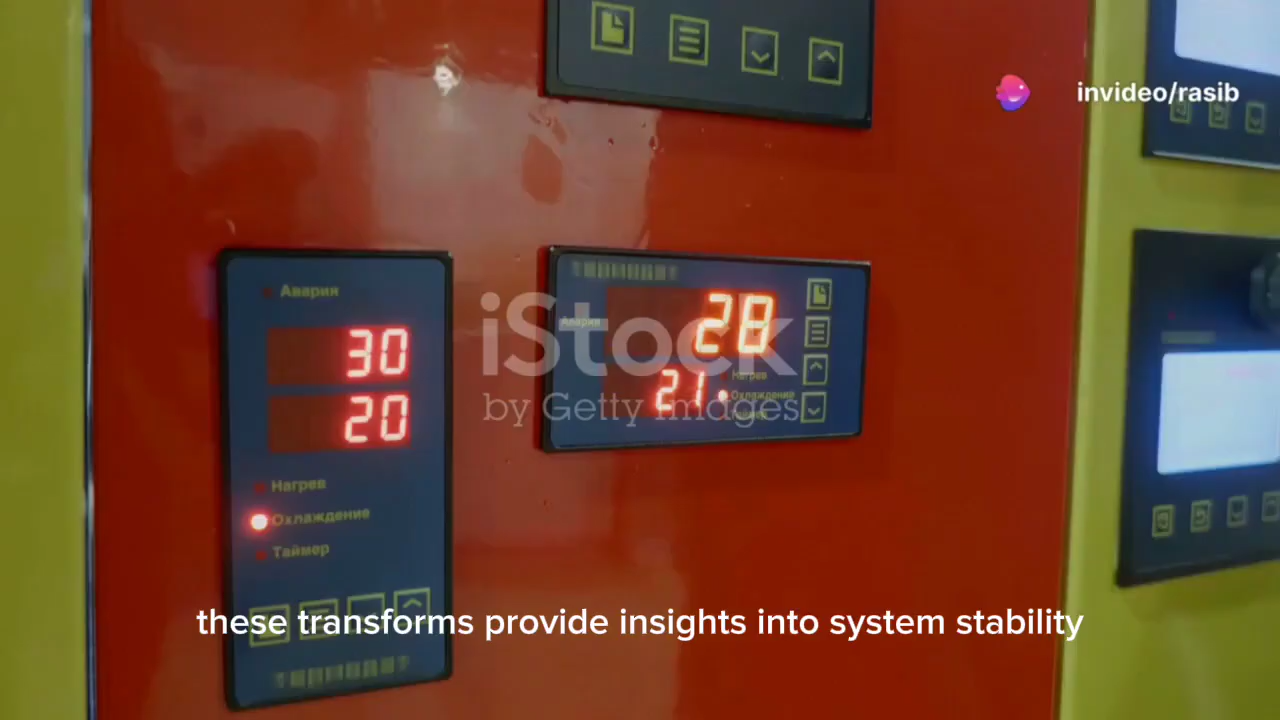 invideo/rasib
Авария
30
20
Нагрев
Охлаждение
Таймер
28
21.
Авария
Нагрев
Охлаждение
Таймер
iStock
by Getty Images
these transforms provide insights into system stability